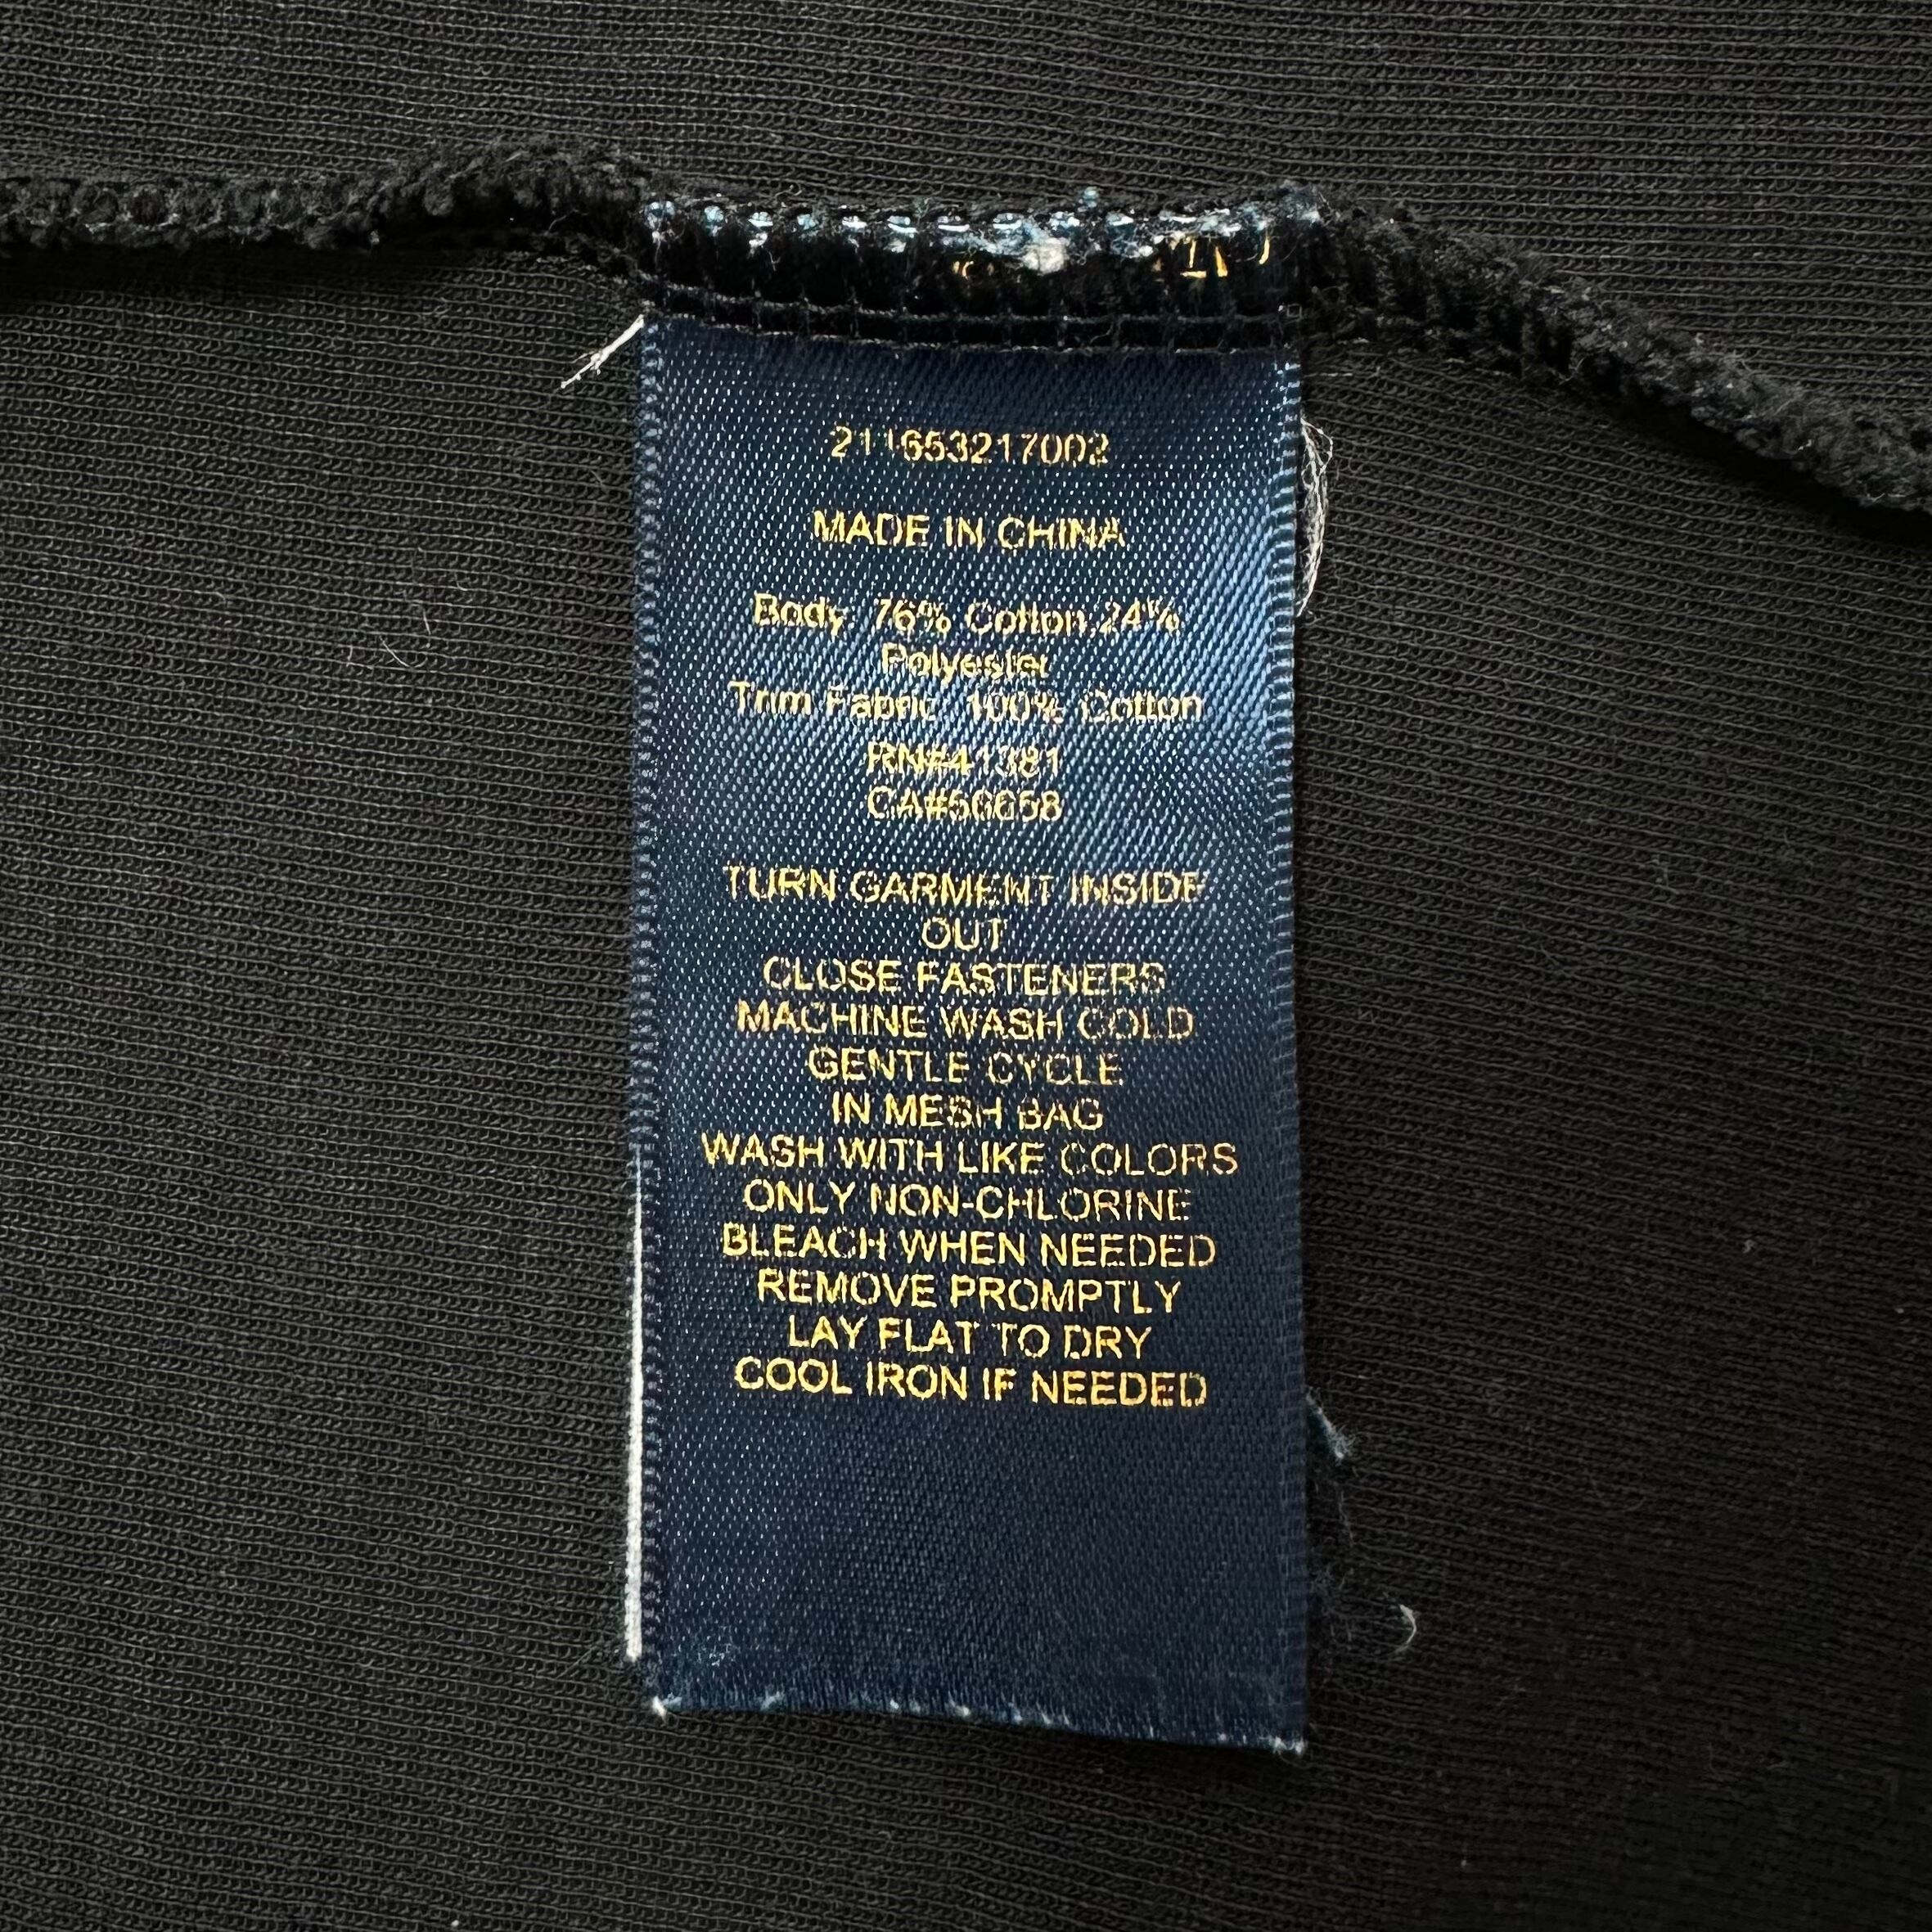 211653217002
MADE IN CHINA
Body 76% Cotton,24%
Polyester
Trim Fabric 100% Cotton
RN#41381
CA#56658
TURN GARMENT INSIDE
OUT
CLOSE FASTENERS
MACHINE WASH COLD
GENTLE CYCLE
IN MESH BAG
WASH WITH LIKE COLORS
ONLY NON-CHLORINE
BLEACH WHEN NEEDED
REMOVE PROMPTLY
LAY FLAT TO DRY
COOL IRON IF NEEDED